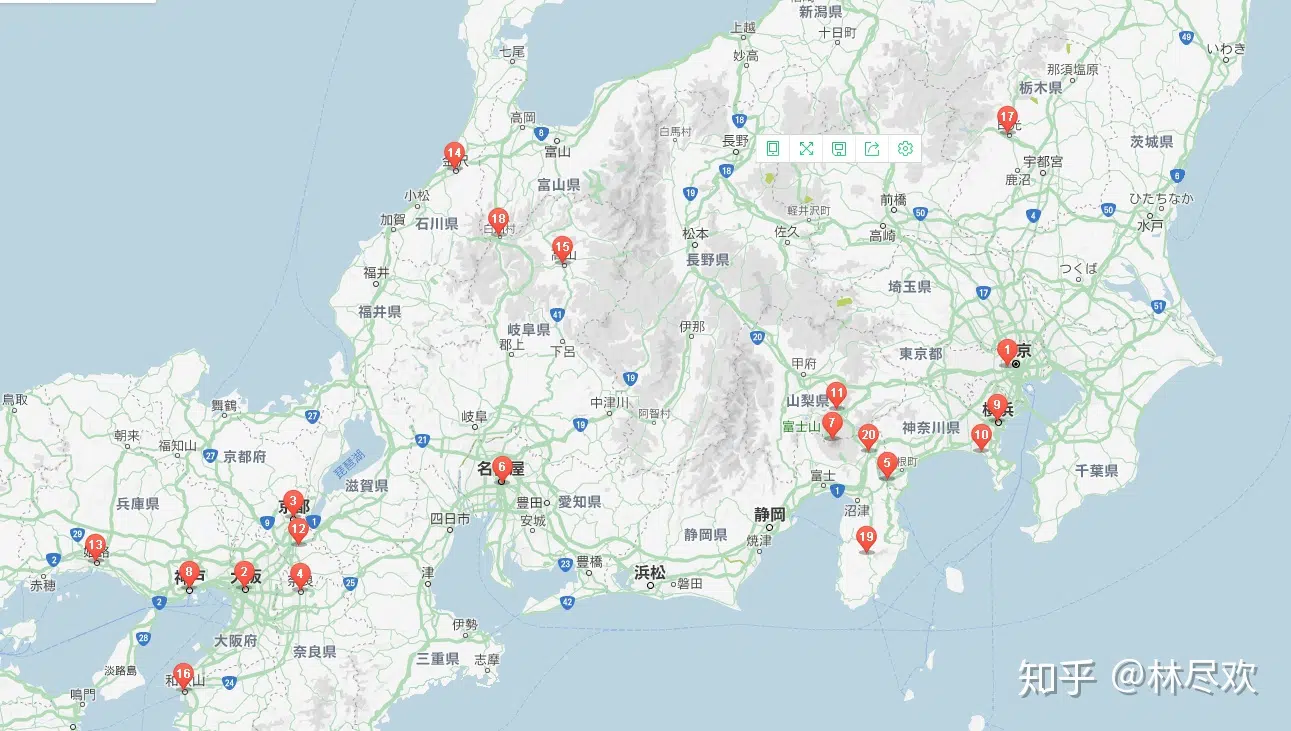 新潟県
上越
十日町
いわき
49
七尾
妙高
那須塩原
栃木県
高岡
8
富山
白馬村
18
長野
17
茨城県
14
18
宇都宮
鹿沼
6
小松
富山県
19
ひたちなか
加賀
石川県
18
前橋
50
4
50
水戸
軽井沢町
松本
佐久
高崎
15
長野県
福井
つくば
埼玉県
17
51
福井県
41
岐阜県
伊那
20
郡上
下呂
東京都
1
京
甲府
19
鳥取
舞鶴
27
岐阜
中津川
阿智村
山梨県
11
9
19
富士山
7
神奈川県
20
10
朝来
福知山
27
京都府
琵琶湖
21
名
6
屋
5
根町
富士
1
千葉県
滋賀県
兵庫県
3
豊田
愛知県
沼津
静岡
9
1
四日市
安城
12
静岡県
焼津
19
29
13
2
赤穂
8
2
4
25
23
豊橋
浜松
磐田
津
2
42
28
大阪府
伊勢
奈良県
三重県
志摩
淡路島
16
24
鳴門
知乎 @林尽欢